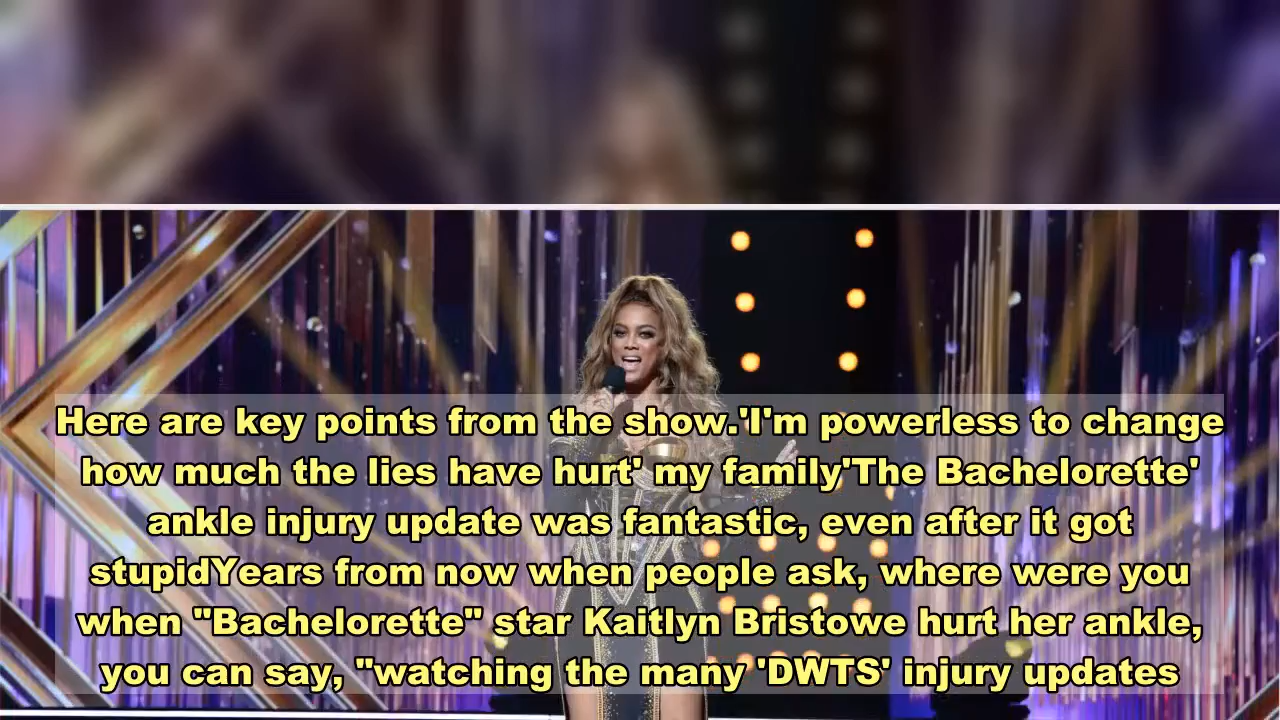 Here are key points from the show.'I'm powerless to change
how much the lies have hurt' my family'The Bachelorette'
ankle injury update was fantastic, even after it got
stupidYears from now when people ask, where were you
when "Bachelorette" star Kaitlyn Bristowe hurt her ankle,
you can say, "watching the many 'DWTS' injury updates